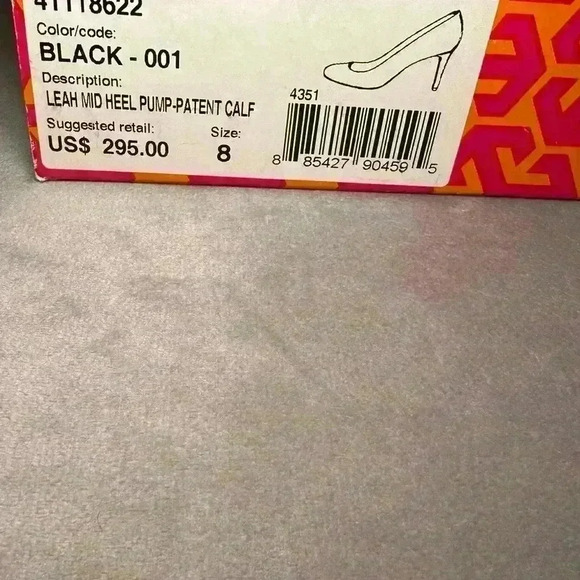 41118622
Color/code:
BLACK - 001
Description:
LEAH MID HEEL PUMP-PATENT CALF
Suggested retail: Size:
US$ 295.00 8
4351
8 85427 90459 5